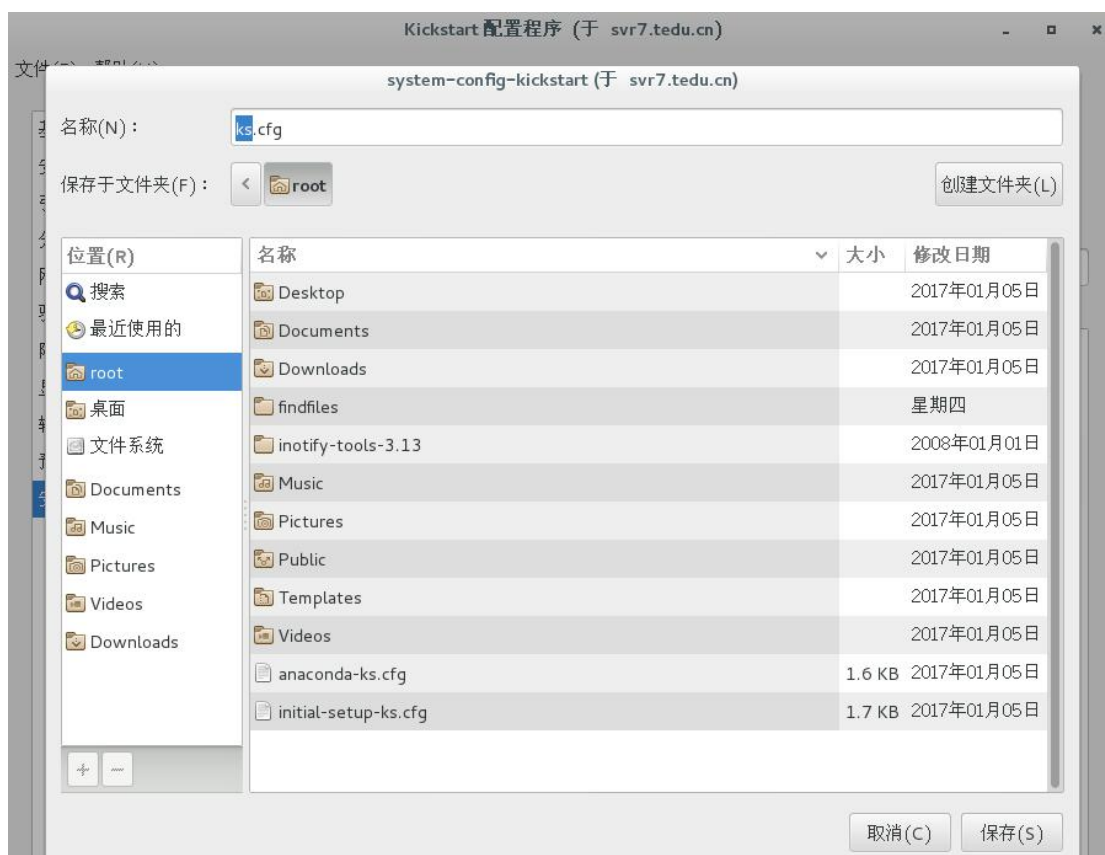 Kickstart 配置程序 (于 svr7.tedu.cn)
system-config-kickstart (于 svr7.tedu.cn)
名称(N)：
ks.cfg
保存于文件夹(F)：
root
创建文件夹(L)
位置(R)
搜索
最近使用的
root
桌面
文件系统
Documents
Music
Pictures
Videos
Downloads
名称 大小 修改日期
Desktop 2017年01月05日
Documents 2017年01月05日
Downloads 2017年01月05日
findfiles 星期四
inotify-tools-3.13 2008年01月01日
Music 2017年01月05日
Pictures 2017年01月05日
Public 2017年01月05日
Templates 2017年01月05日
Videos 2017年01月05日
anaconda-ks.cfg 1.6 KB 2017年01月05日
initial-setup-ks.cfg 1.7 KB 2017年01月05日
取消(C)
保存(S)